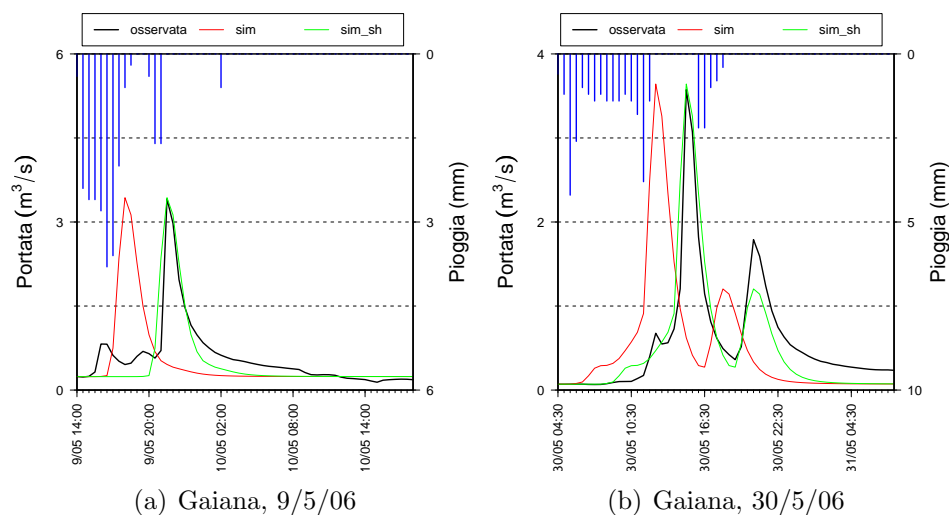 osservata sim sim_sh
Portata (m³/s)
6
3
0
0
3
6
Pioggia (mm)
9/05 14:00
9/05 20:00
10/05 02:00
10/05 08:00
10/05 14:00
(a) Gaiana, 9/5/06
osservata sim sim_sh
Portata (m³/s)
4
2
0
0
5
10
Pioggia (mm)
30/05 04:30
30/05 10:30
30/05 16:30
30/05 22:30
31/05 04:30
(b) Gaiana, 30/5/06